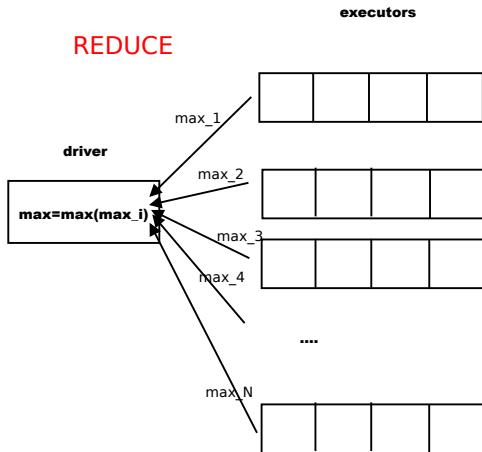 executors
REDUCE
max_1
driver
max_2
max=max(max_i)
max_3
max_4
....
max_N